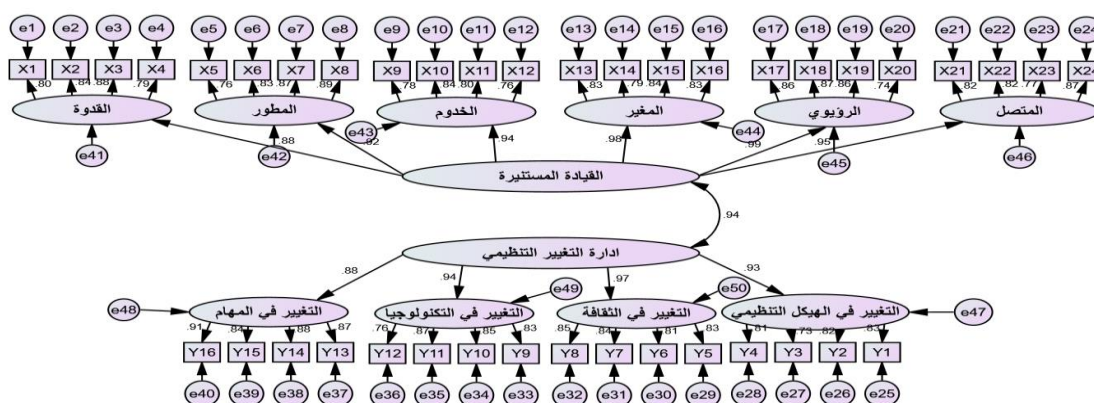 e1 e2 e3 e4 e5 e6 e7 e8 e9 e10 e11 e12 e13 e14 e15 e16 e17 e18 e19 e20 e21 e22 e23 e24
X1 X2 X3 X4 X5 X6 X7 X8 X9 X10 X11 X12 X13 X14 X15 X16 X17 X18 X19 X20 X21 X22 X23 X24
.80 .84 .88 .79 .76 .83 .87 .89 .78 .84 .80 .76 .83 .79 .84 .83 .86 .87 .86 .74 .82 .82 .77 .87
القدوة المطور الخدوم المغير الرؤيوي المتصل
e41 e42 e43 e44 e45 e46
.88 .92 .94 .98 .99 .95
القيادة المستنيرة
.94
ادارة التغيير التنظيمي
.88 .94 .97 .93
e48 e49 e50 e47
التغيير في المهام التغيير في التكنولوجيا التغيير في الثقافة التغيير في الهيكل التنظيمي
.91 .84 .88 .87 .76 .87 .85 .83 .85 .84 .81 .83 .81 .73 .82 .83
Y16 Y15 Y14 Y13 Y12 Y11 Y10 Y9 Y8 Y7 Y6 Y5 Y4 Y3 Y2 Y1
e40 e39 e38 e37 e36 e35 e34 e33 e32 e31 e30 e29 e28 e27 e26 e25